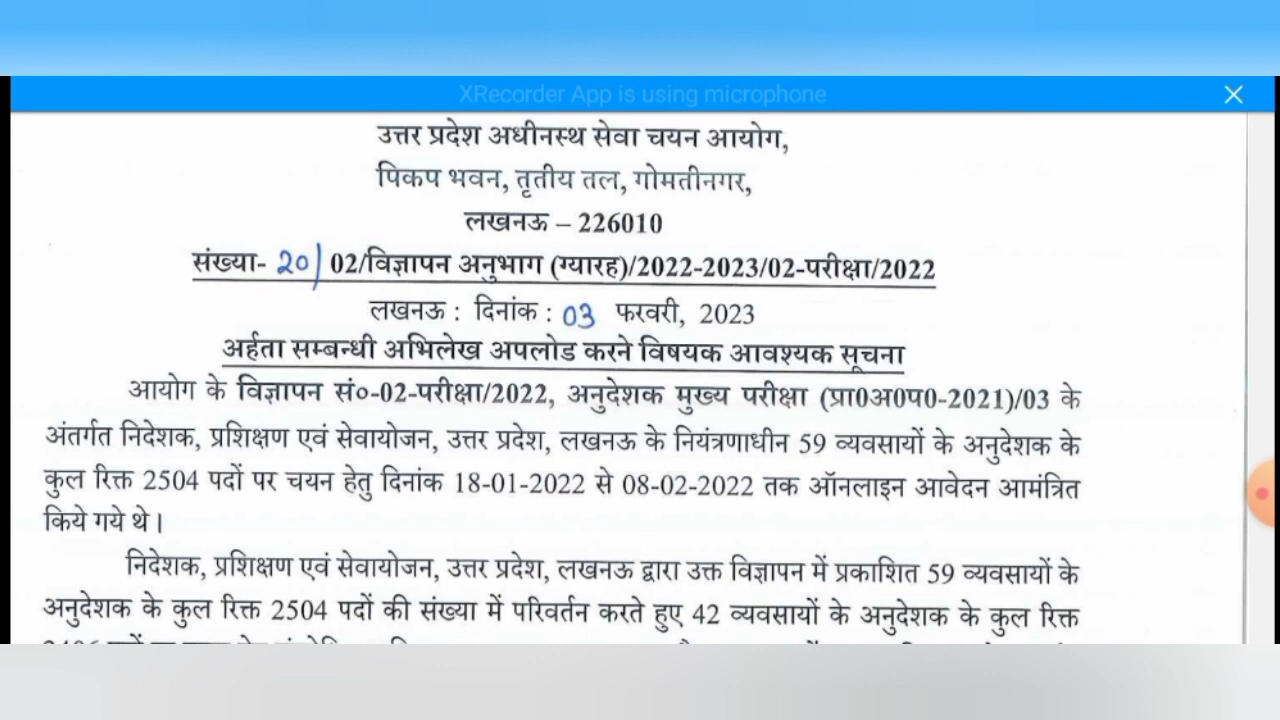 XRecorder App is using microphone
उत्तर प्रदेश अधीनस्थ सेवा चयन आयोग,
पिकप भवन, तृतीय तल, गोमतीनगर,
लखनऊ – 226010
संख्या- 20/02/विज्ञापन अनुभाग (ग्यारह)/2022-2023/02-परीक्षा/2022
लखनऊ : दिनांक : 03 फरवरी, 2023
अर्हता सम्बन्धी अभिलेख अपलोड करने विषयक आवश्यक सूचना
आयोग के विज्ञापन सं०-02-परीक्षा/2022, अनुदेशक मुख्य परीक्षा (प्रा0अ0प0-2021)/03 के
अंतर्गत निदेशक, प्रशिक्षण एवं सेवायोजन, उत्तर प्रदेश, लखनऊ के नियंत्रणाधीन 59 व्यवसायों के अनुदेशक के
कुल रिक्त 2504 पदों पर चयन हेतु दिनांक 18-01-2022 से 08-02-2022 तक ऑनलाइन आवेदन आमंत्रित
किये गये थे।
निदेशक, प्रशिक्षण एवं सेवायोजन, उत्तर प्रदेश, लखनऊ द्वारा उक्त विज्ञापन में प्रकाशित 59 व्यवसायों के
अनुदेशक के कुल रिक्त 2504 पदों की संख्या में परिवर्तन करते हुए 42 व्यवसायों के अनुदेशक के कुल रिक्त